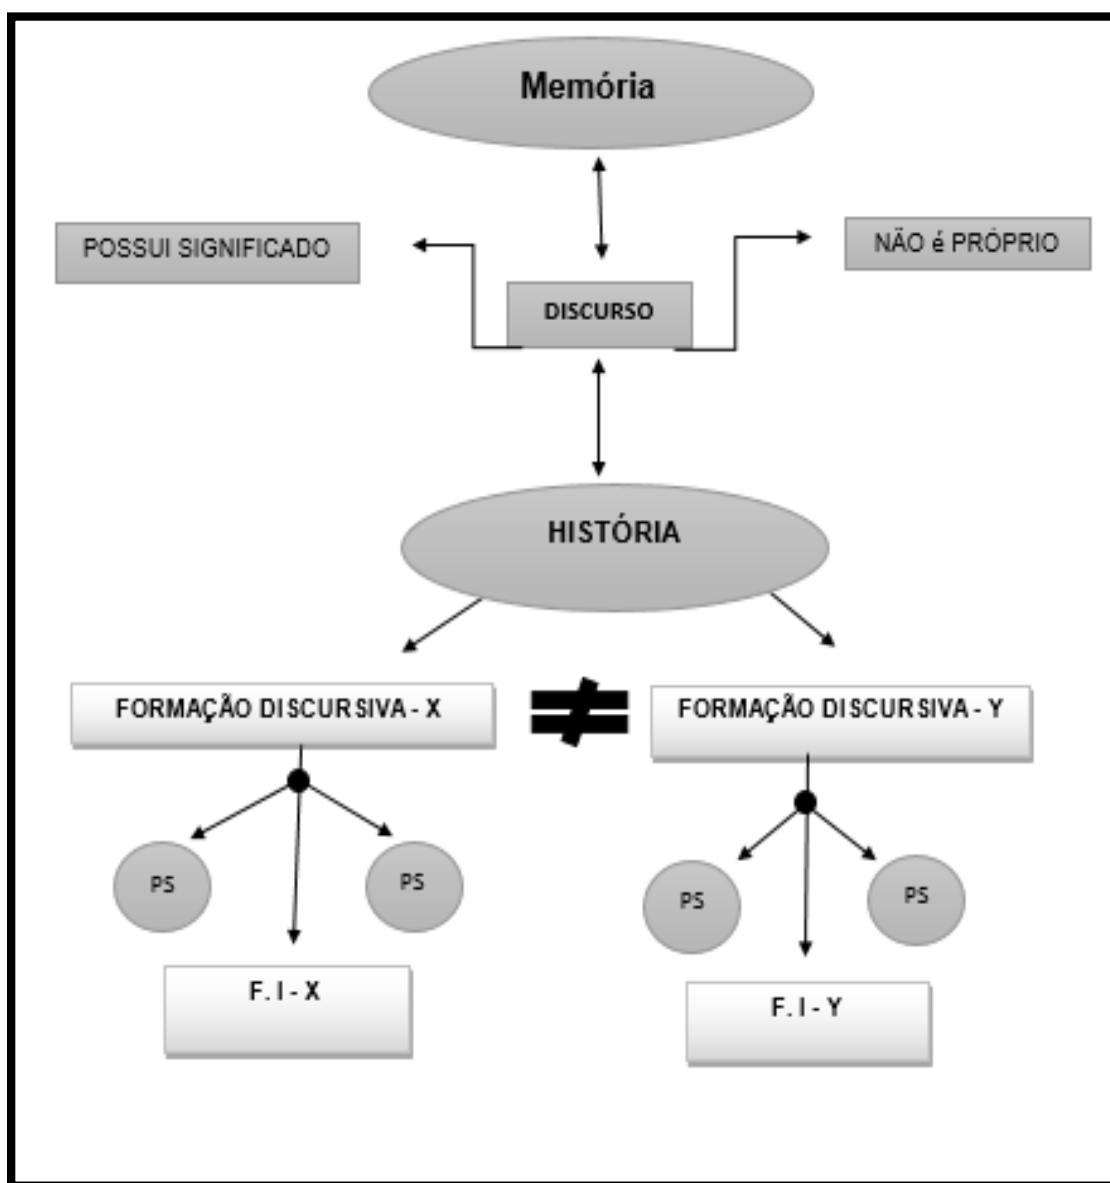 Memória
POSSUI SIGNIFICADO
NÃO é PRÓPRIO
DISCURSO
HISTÓRIA
FORMAÇÃO DISCURSIVA - X
FORMAÇÃO DISCURSIVA - Y
PS
PS
PS
PS
F. I - X
F. I - Y